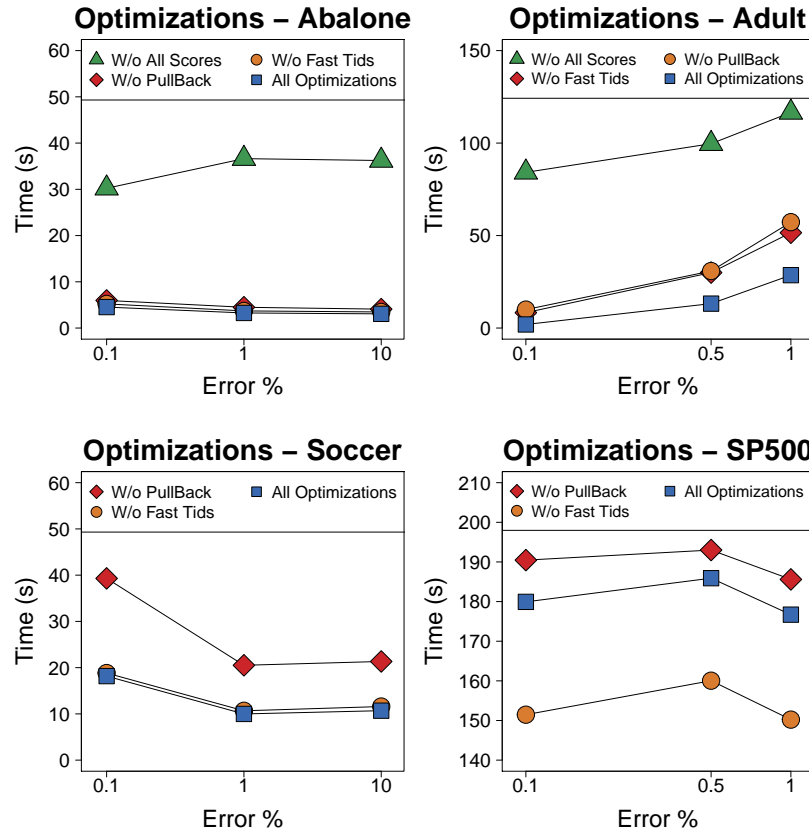 Optimizations – Abalone
W/o All Scores
W/o Fast Tids
W/o PullBack
All Optimizations
Time (s)
60
50
40
30
20
10
0
0.1
1
10
Error %
Optimizations – Adult
W/o All Scores
W/o PullBack
W/o Fast Tids
All Optimizations
Time (s)
150
100
50
0
0.1
0.5
1
Error %
Optimizations – Soccer
W/o PullBack
All Optimizations
W/o Fast Tids
Time (s)
60
50
40
30
20
10
0
0.1
1
10
Error %
Optimizations – SP500
W/o PullBack
All Optimizations
W/o Fast Tids
Time (s)
210
200
190
180
170
160
150
140
0.1
0.5
1
Error %